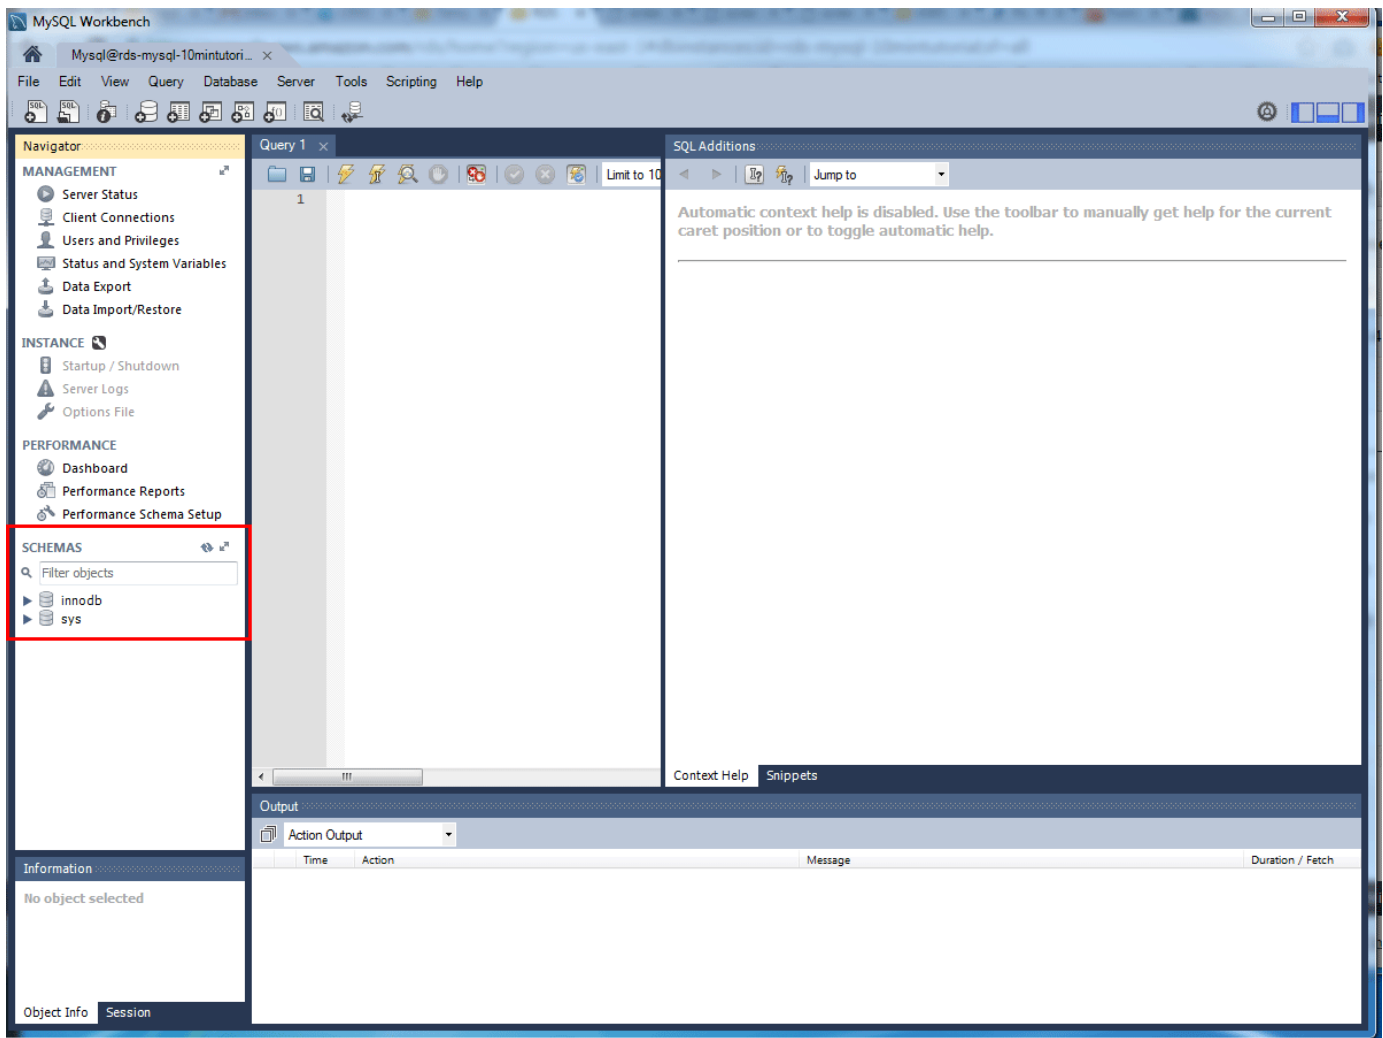 MySQL Workbench
Mysql@rds-mysql-10mintutori...
File Edit View Query Database Server Tools Scripting Help
Navigator
MANAGEMENT
Server Status
Client Connections
Users and Privileges
Status and System Variables
Data Export
Data Import/Restore
INSTANCE
Startup / Shutdown
Server Logs
Options File
PERFORMANCE
Dashboard
Performance Reports
Performance Schema Setup
SCHEMAS
Filter objects
innodb
sys
Query 1
Limit to 10
1
SQL Additions
Jump to
Automatic context help is disabled. Use the toolbar to manually get help for the current
caret position or to toggle automatic help.
Context Help Snippets
Output
Action Output
Time Action Message Duration / Fetch
Information
No object selected
Object Info Session